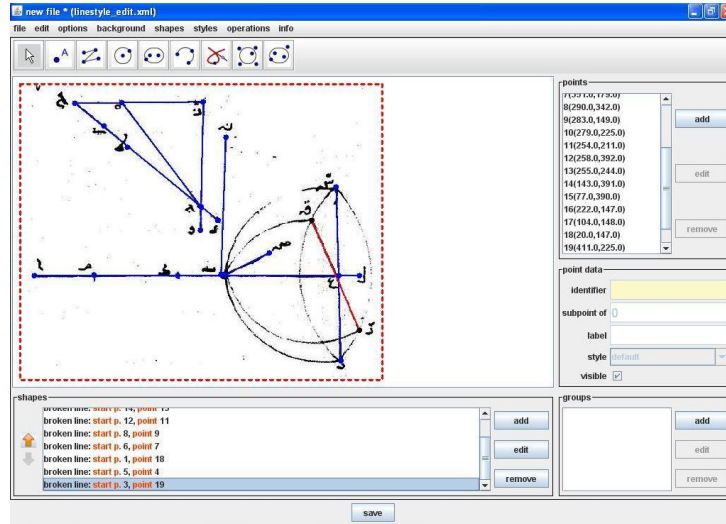 new file * (linestyle_edit.xml)
file edit options background shapes styles operations info
points
8(290.0,342.0)
9(283.0,149.0)
10(279.0,225.0)
11(254.0,211.0)
12(258.0,392.0)
13(255.0,244.0)
14(143.0,391.0)
15(77.0,390.0)
16(222.0,147.0)
17(104.0,148.0)
18(20.0,147.0)
19(411.0,225.0)
add
edit
remove
point data
identifier
subpoint of 0
label
style default
visible
shapes
broken line: start p. 12, point 11
broken line: start p. 8, point 9
broken line: start p. 6, point 7
broken line: start p. 1, point 18
broken line: start p. 5, point 4
broken line: start p. 3, point 19
add
edit
remove
groups
add
edit
remove
save